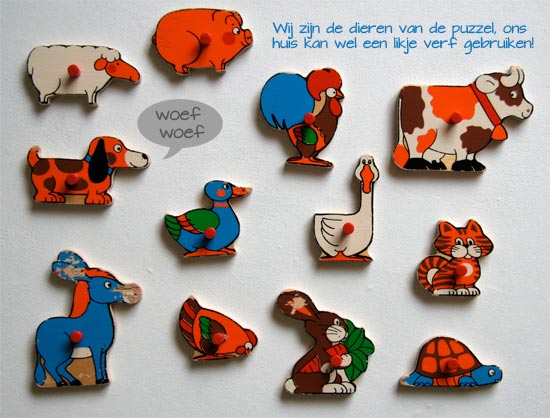 Wij zijn de dieren van de puzzel, ons
huis kan wel een likje verf gebruiken!
woef
woef